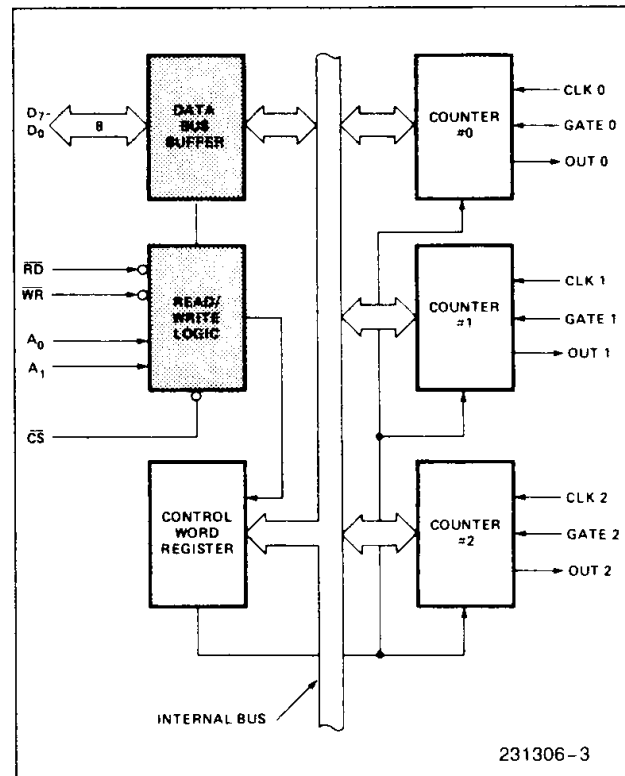 D7-
D0
8
DATA
BUS
BUFFER
COUNTER
#0
CLK 0
GATE 0
OUT 0
RD
WR
A0
A1
CS
READ/
WRITE
LOGIC
COUNTER
#1
CLK 1
GATE 1
OUT 1
CONTROL
WORD
REGISTER
COUNTER
#2
CLK 2
GATE 2
OUT 2
INTERNAL BUS
231306-3